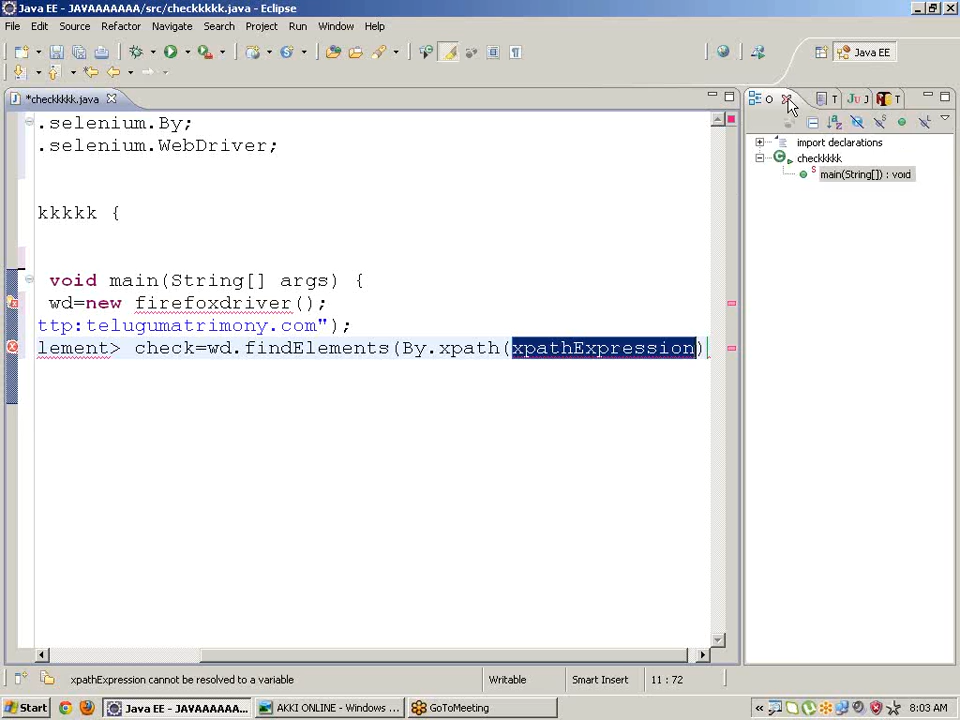 Java EE - JAVAAAAAAA/src/checkkkkk.java - Eclipse
File Edit Source Refactor Navigate Search Project Run Window Help
Java EE
*checkkkkk.java
O T J T
.selenium.By;
.selenium.WebDriver;
kkkkk {
void main(String[] args) {
wd=new firefoxdriver();
ttp:telugumatrimony.com");
lement> check=wd.findElements(By.xpath(xpathExpression)
import declarations
checkkkkk
main(String[]) : void
xpathExpression cannot be resolved to a variable
Writable
Smart Insert
11 : 72
Start
Java EE - JAVAAAAAA...
AKKI ONLINE - Windows ...
GoToMeeting
8:03 AM